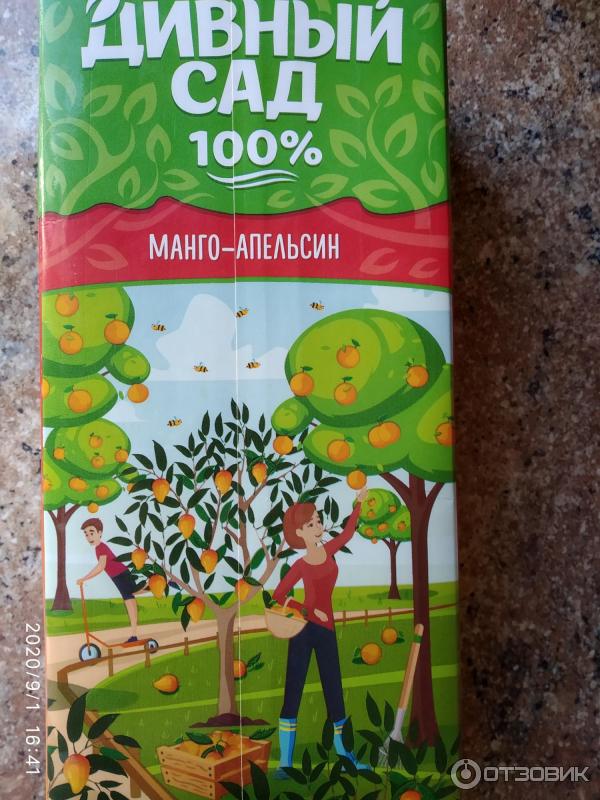 ДИВНЫЙ
САД
100%
МАНГО-АПЕЛЬСИН
2020/9/1 16:41
ОТЗОВИК